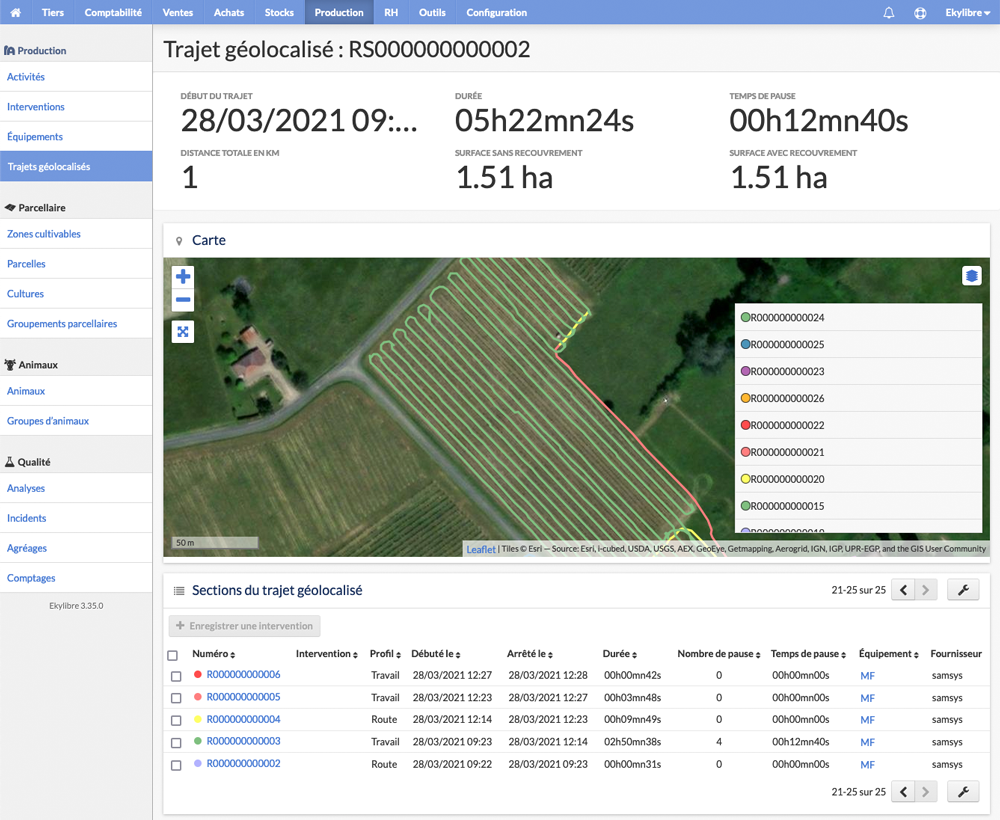 Tiers Comptabilité Ventes Achats Stocks Production RH Outils Configuration Ekylibre
Production
Activités
Interventions
Équipements
Trajets géolocalisés
Parcellaire
Zones cultivables
Parcelles
Cultures
Groupements parcellaires
Animaux
Animaux
Groupes d'animaux
Qualité
Analyses
Incidents
Agréages
Comptages
Ekylibre 3.35.0
Trajet géolocalisé : RS000000000002
DÉBUT DU TRAJET DURÉE TEMPS DE PAUSE
28/03/2021 09:... 05h22mn24s 00h12mn40s
DISTANCE TOTALE EN KM SURFACE SANS RECOUVREMENT SURFACE AVEC RECOUVREMENT
1 1.51 ha 1.51 ha
Carte
R000000000024
R000000000025
R000000000023
R000000000026
R000000000022
R000000000021
R000000000020
R000000000015
50 m
Leaflet | Tiles © Esri — Source: Esri, i-cubed, USDA, USGS, AEX, GeoEye, Getmapping, Aerogrid, IGN, IGP, UPR-EGP, and the GIS User Community
Sections du trajet géolocalisé 21-25 sur 25
+ Enregistrer une intervention
Numéro Intervention Profil Débuté le Arrêté le Durée Nombre de pause Temps de pause Équipement Fournisseur
R000000000006 Travail 28/03/2021 12:27 28/03/2021 12:28 00h00mn42s 0 00h00mn00s MF samsys
R000000000005 Travail 28/03/2021 12:23 28/03/2021 12:27 00h03mn48s 0 00h00mn00s MF samsys
R000000000004 Route 28/03/2021 12:14 28/03/2021 12:23 00h09mn49s 0 00h00mn00s MF samsys
R000000000003 Travail 28/03/2021 09:23 28/03/2021 12:14 02h50mn38s 4 00h12mn40s MF samsys
R000000000002 Route 28/03/2021 09:22 28/03/2021 09:23 00h00mn31s 0 00h00mn00s MF samsys
21-25 sur 25